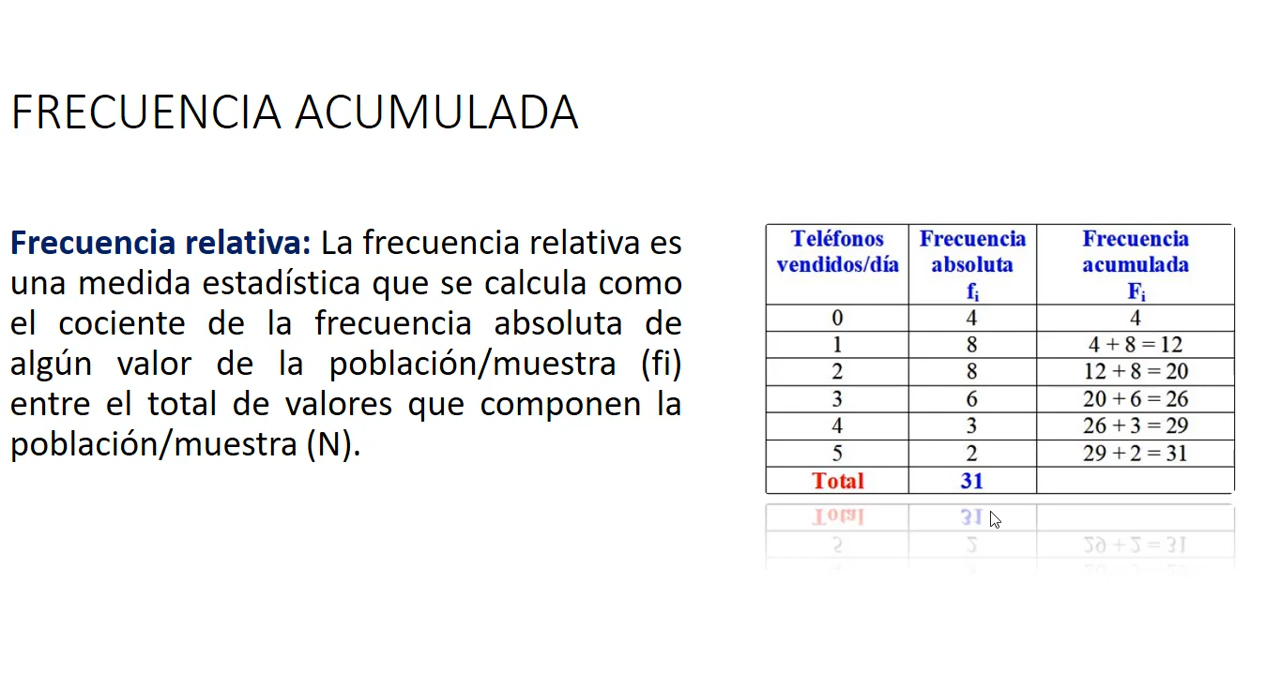 FRECUENCIA ACUMULADA
Frecuencia relativa: La frecuencia relativa es
una medida estadística que se calcula como
el cociente de la frecuencia absoluta de
algún valor de la población/muestra (fi)
entre el total de valores que componen la
población/muestra (N).
Teléfonos vendidos/día Frecuencia absoluta fi Frecuencia acumulada Fi
0 4 4
1 8 4 + 8 = 12
2 8 12 + 8 = 20
3 6 20 + 6 = 26
4 3 26 + 3 = 29
5 2 29 + 2 = 31
Total 31